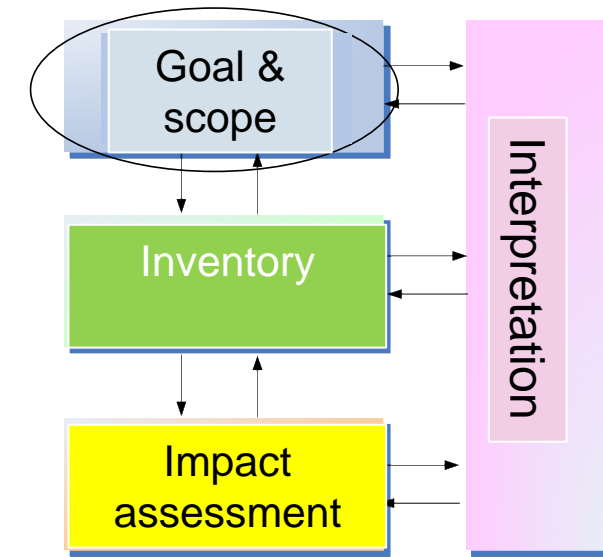 Goal &
scope
Inventory
Impact
assessment
Interpretation